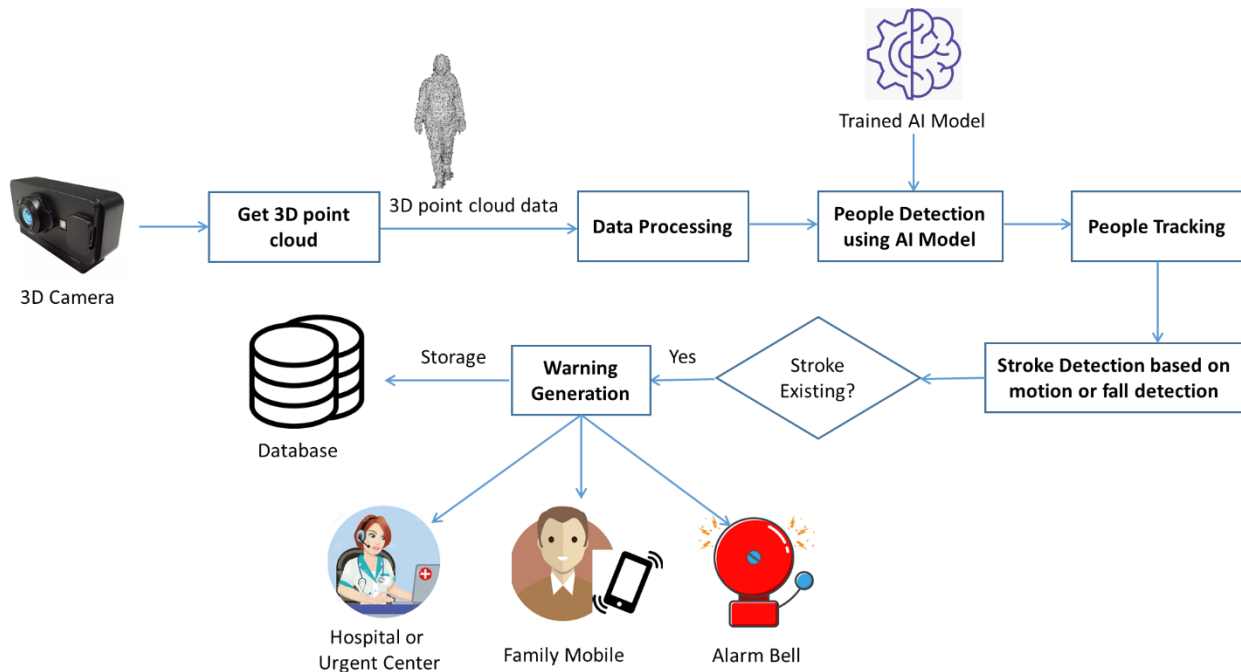 Trained AI Model
3D point cloud data
Get 3D point
cloud
Data Processing
People Detection
using AI Model
People Tracking
3D Camera
Storage
Warning
Generation
Yes
Stroke
Existing?
Stroke Detection based on
motion or fall detection
Database
Hospital or
Urgent Center
Family Mobile
Alarm Bell